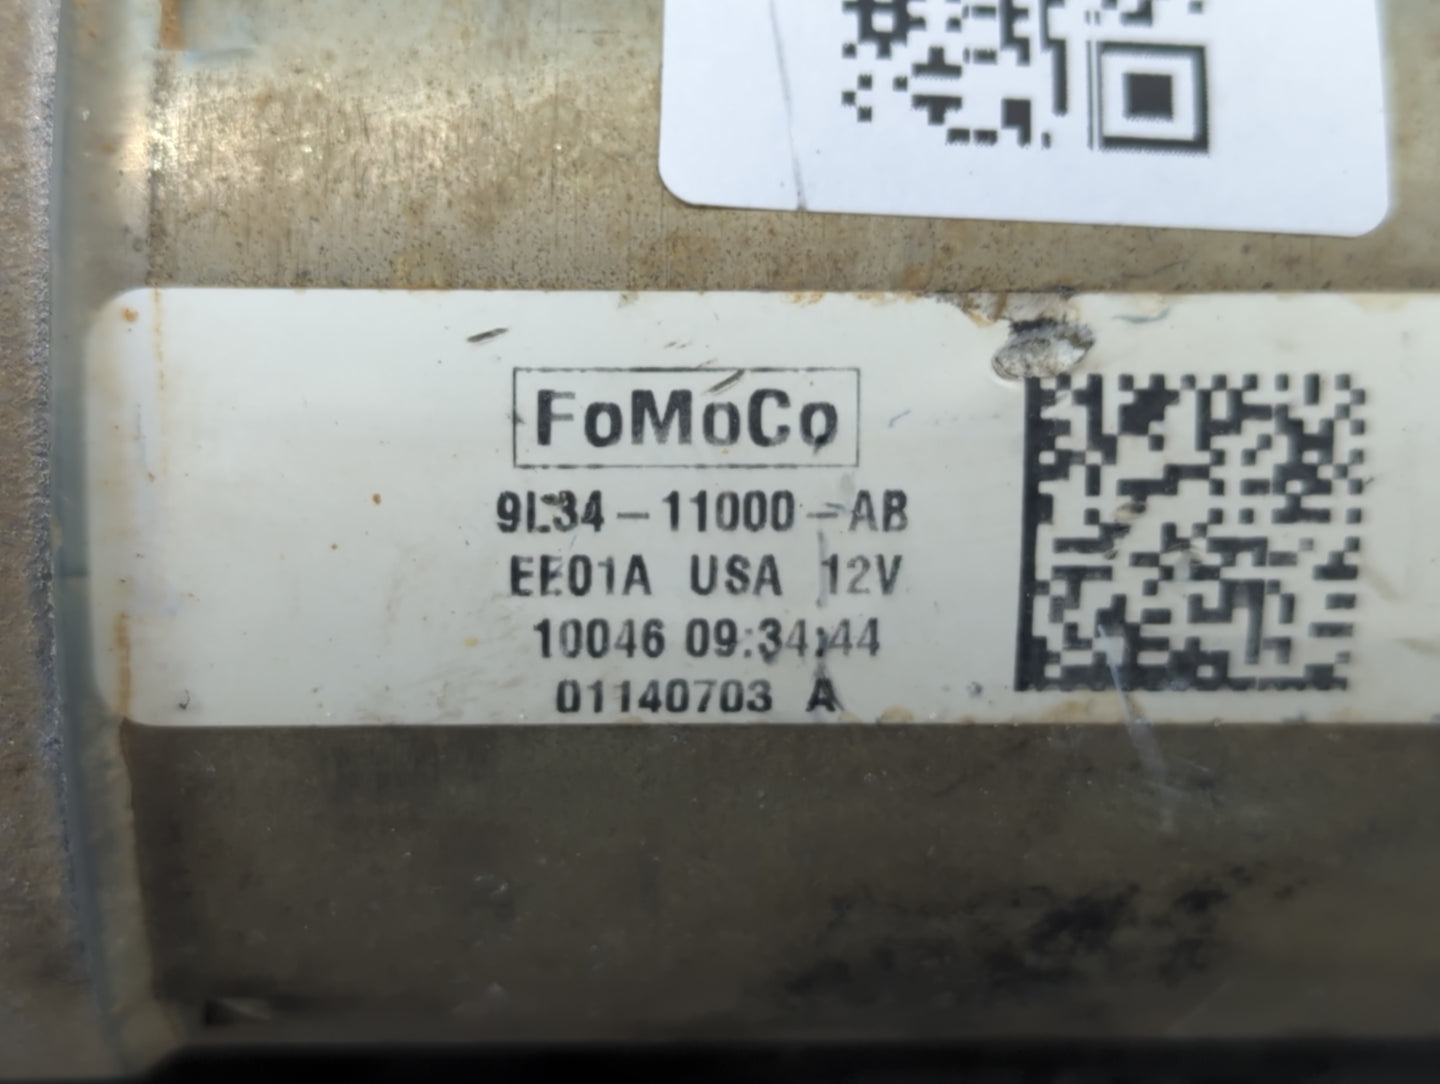 FoMoCo
9L34-11000-AB
EE01A USA 12V
10046 09:34:44
01140703 A